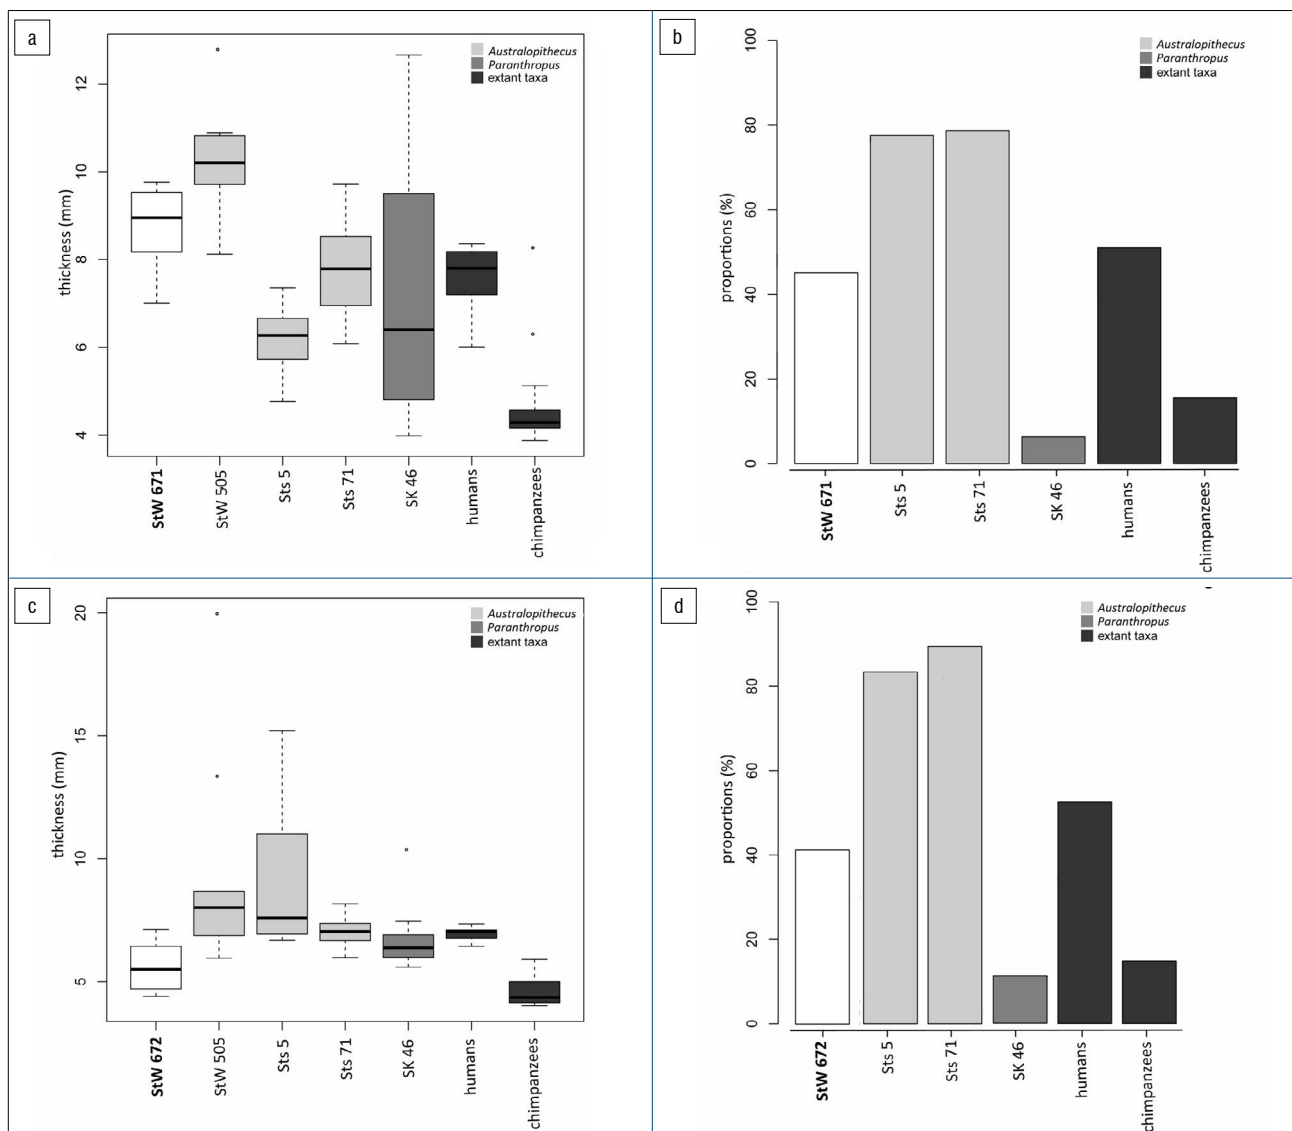 a
Australopithecus
Paranthropus
extant taxa
thickness (mm)
12
10
8
6
4
StW 671
StW 505
Sts 5
Sts 71
SK 46
humans
chimpanzees
b
Australopithecus
Paranthropus
extant taxa
proportions (%)
100
80
60
40
20
0
StW 671
Sts 5
Sts 71
SK 46
humans
chimpanzees
c
Australopithecus
Paranthropus
extant taxa
thickness (mm)
20
15
10
5
StW 672
StW 505
Sts 5
Sts 71
SK 46
humans
chimpanzees
d
Australopithecus
Paranthropus
extant taxa
proportions (%)
100
80
60
40
20
0
StW 672
Sts 5
Sts 71
SK 46
humans
chimpanzees